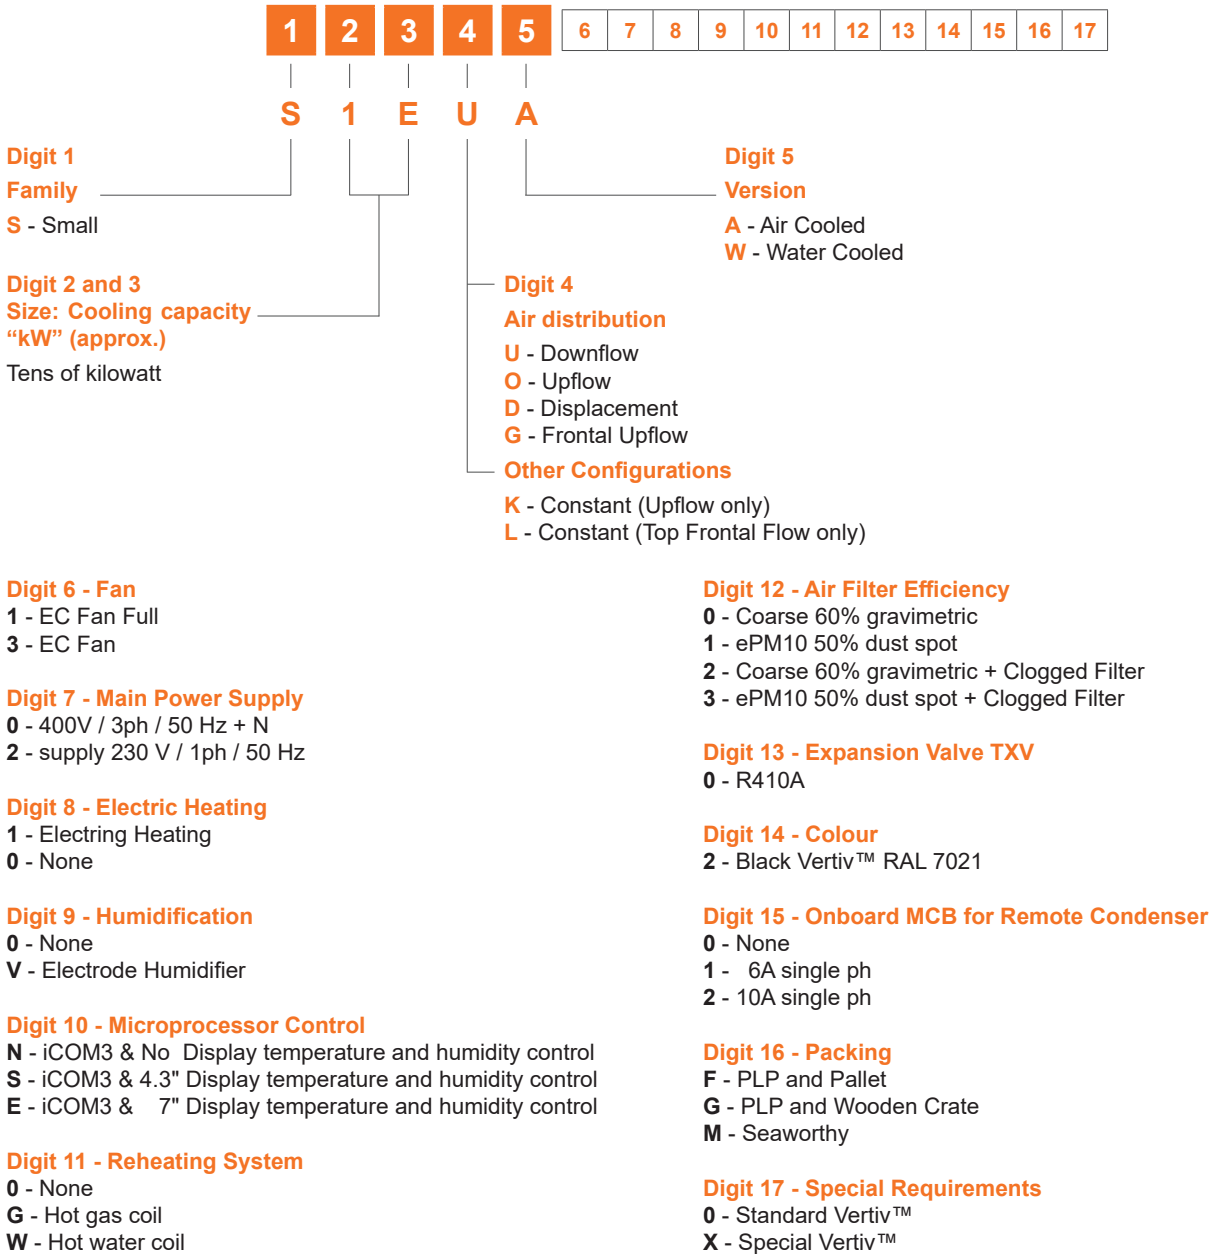 1 2 3 4 5 6 7 8 9 10 11 12 13 14 15 16 17
S 1 E U A
Digit 1
Family
S - Small
Digit 2 and 3
Size: Cooling capacity
“kW” (approx.)
Tens of kilowatt
Digit 5
Version
A - Air Cooled
W - Water Cooled
Digit 4
Air distribution
U - Downflow
O - Upflow
D - Displacement
G - Frontal Upflow
Other Configurations
K - Constant (Upflow only)
L - Constant (Top Frontal Flow only)
Digit 6 - Fan
1 - EC Fan Full
3 - EC Fan
Digit 7 - Main Power Supply
0 - 400V / 3ph / 50 Hz + N
2 - supply 230 V / 1ph / 50 Hz
Digit 8 - Electric Heating
1 - Electring Heating
0 - None
Digit 9 - Humidification
0 - None
V - Electrode Humidifier
Digit 10 - Microprocessor Control
N - iCOM3 & No Display temperature and humidity control
S - iCOM3 & 4.3" Display temperature and humidity control
E - iCOM3 & 7" Display temperature and humidity control
Digit 11 - Reheating System
0 - None
G - Hot gas coil
W - Hot water coil
Digit 12 - Air Filter Efficiency
0 - Coarse 60% gravimetric
1 - ePM10 50% dust spot
2 - Coarse 60% gravimetric + Clogged Filter
3 - ePM10 50% dust spot + Clogged Filter
Digit 13 - Expansion Valve TXV
0 - R410A
Digit 14 - Colour
2 - Black Vertiv™ RAL 7021
Digit 15 - Onboard MCB for Remote Condenser
0 - None
1 - 6A single ph
2 - 10A single ph
Digit 16 - Packing
F - PLP and Pallet
G - PLP and Wooden Crate
M - Seaworthy
Digit 17 - Special Requirements
0 - Standard Vertiv™
X - Special Vertiv™